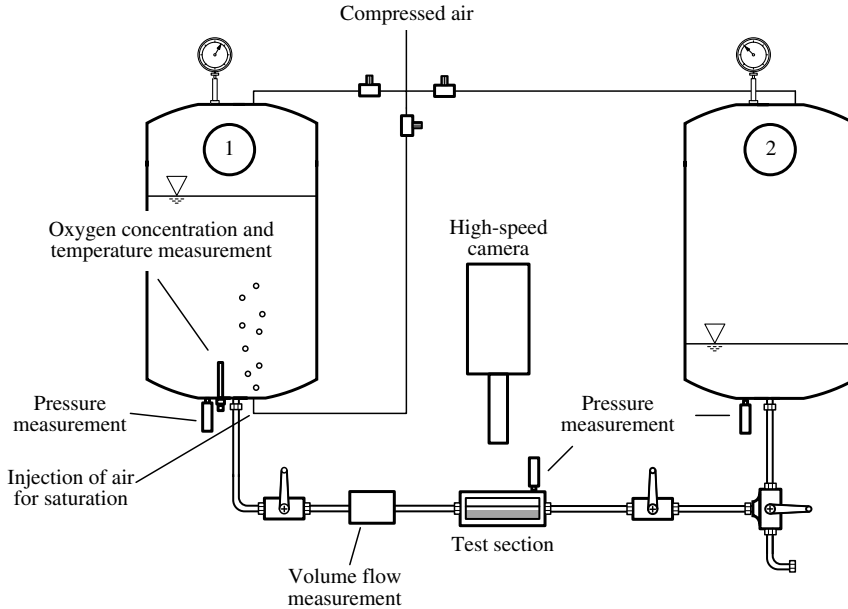 Compressed air
1
2
Oxygen concentration and
temperature measurement
High-speed
camera
Pressure
measurement
Pressure
measurement
Injection of air
for saturation
Test section
Volume flow
measurement